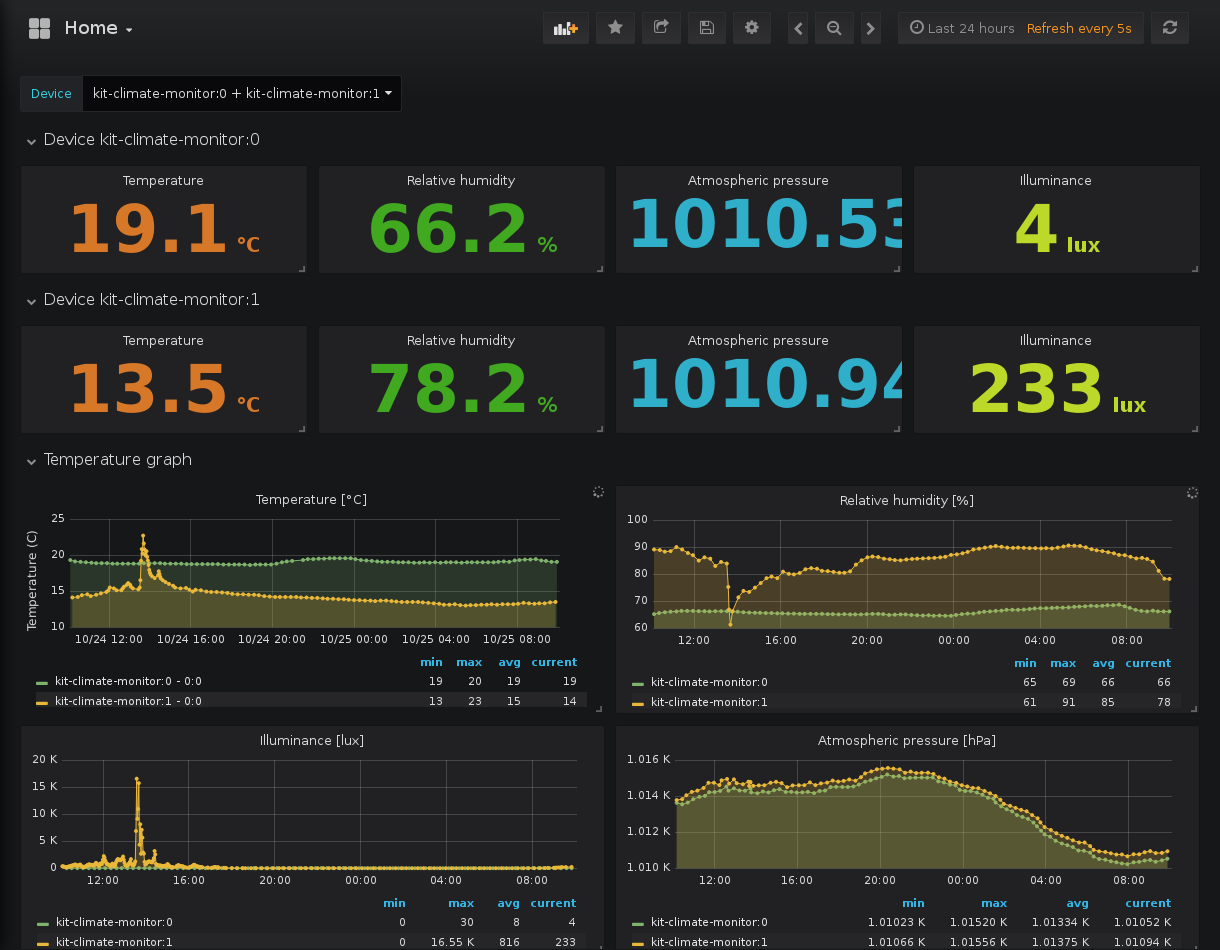 Home
Last 24 hours Refresh every 5s
Device kit-climate-monitor:0 + kit-climate-monitor:1
Device kit-climate-monitor:0
Temperature Relative humidity Atmospheric pressure Illuminance
19.1 °C 66.2 % 1010.53 4 lux
Device kit-climate-monitor:1
Temperature Relative humidity Atmospheric pressure Illuminance
13.5 °C 78.2 % 1010.94 233 lux
Temperature graph
Temperature [°C]
Temperature (C)
25
20
15
10
10/24 12:00 10/24 16:00 10/24 20:00 10/25 00:00 10/25 04:00 10/25 08:00
min max avg current
kit-climate-monitor:0 - 0:0 19 20 19 19
kit-climate-monitor:1 - 0:0 13 23 15 14
Relative humidity [%]
100
90
80
70
60
12:00 16:00 20:00 00:00 04:00 08:00
min max avg current
kit-climate-monitor:0 65 69 66 66
kit-climate-monitor:1 61 91 85 78
Illuminance [lux]
20 K
15 K
10 K
5 K
0
12:00 16:00 20:00 00:00 04:00 08:00
min max avg current
kit-climate-monitor:0 0 30 8 4
kit-climate-monitor:1 0 16.55 K 816 233
Atmospheric pressure [hPa]
1.016 K
1.014 K
1.012 K
1.010 K
12:00 16:00 20:00 00:00 04:00 08:00
min max avg current
kit-climate-monitor:0 1.01023 K 1.01520 K 1.01334 K 1.01052 K
kit-climate-monitor:1 1.01066 K 1.01556 K 1.01375 K 1.01094 K